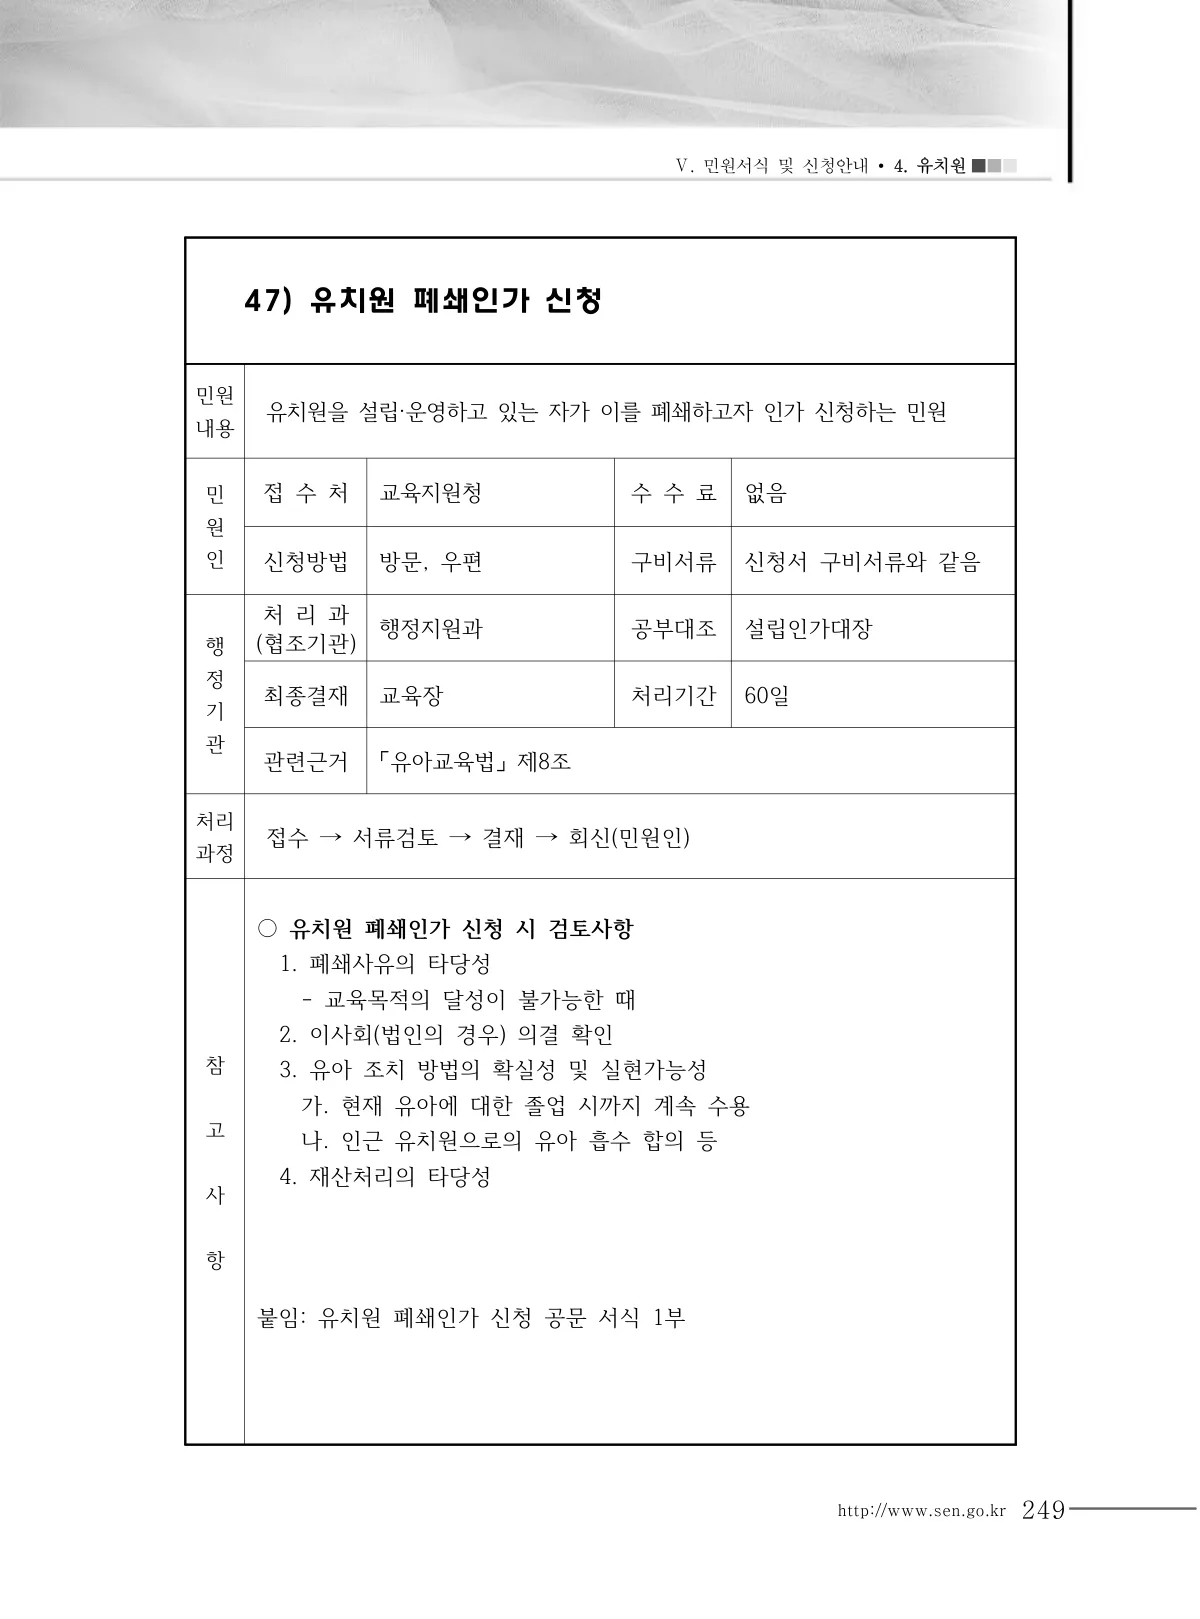 Ⅴ. 민원서식 및 신청안내 • 4. 유치원
47) 유치원 폐쇄인가 신청
민원
내용
유치원을 설립·운영하고 있는 자가 이를 폐쇄하고자 인가 신청하는 민원
민
원
인
접 수 처
교육지원청
수 수 료
없음
신청방법
방문, 우편
구비서류
신청서 구비서류와 같음
행
정
기
관
처 리 과
(협조기관)
행정지원과
공부대조
설립인가대장
최종결재
교육장
처리기간
60일
관련근거
「유아교육법」제8조
처리
과정
접수 → 서류검토 → 결재 → 회신(민원인)
참
고
사
항
○ 유치원 폐쇄인가 신청 시 검토사항
1. 폐쇄사유의 타당성
- 교육목적의 달성이 불가능한 때
2. 이사회(법인의 경우) 의결 확인
3. 유아 조치 방법의 확실성 및 실현가능성
가. 현재 유아에 대한 졸업 시까지 계속 수용
나. 인근 유치원으로의 유아 흡수 합의 등
4. 재산처리의 타당성
붙임: 유치원 폐쇄인가 신청 공문 서식 1부
http://www.sen.go.kr 249